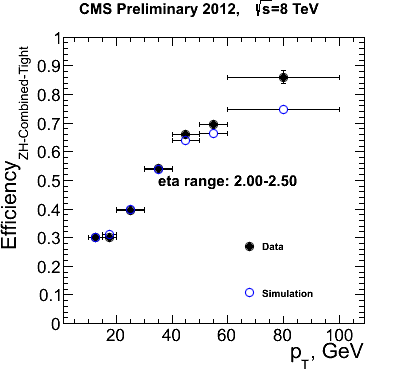 CMS Preliminary 2012, √s=8 TeV
Efficiency ZH-Combined-Tight
1
0.9
0.8
0.7
0.6
0.5
0.4
0.3
0.2
0.1
0
eta range: 2.00-2.50
Data
Simulation
20 40 60 80 100
pT, GeV